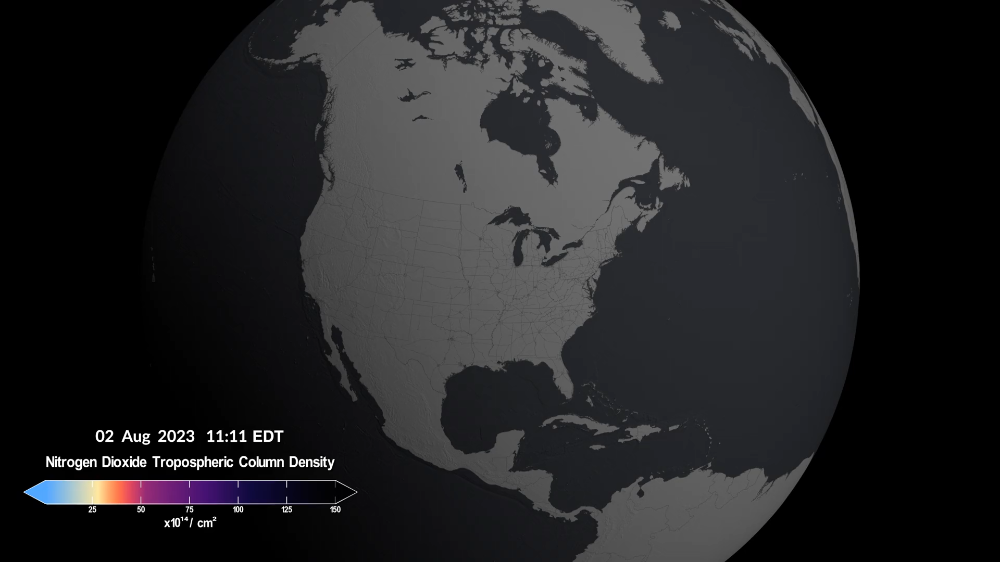 02 Aug 2023 11:11 EDT
Nitrogen Dioxide Tropospheric Column Density
25 50 75 100 125 150
x10¹⁴/ cm²